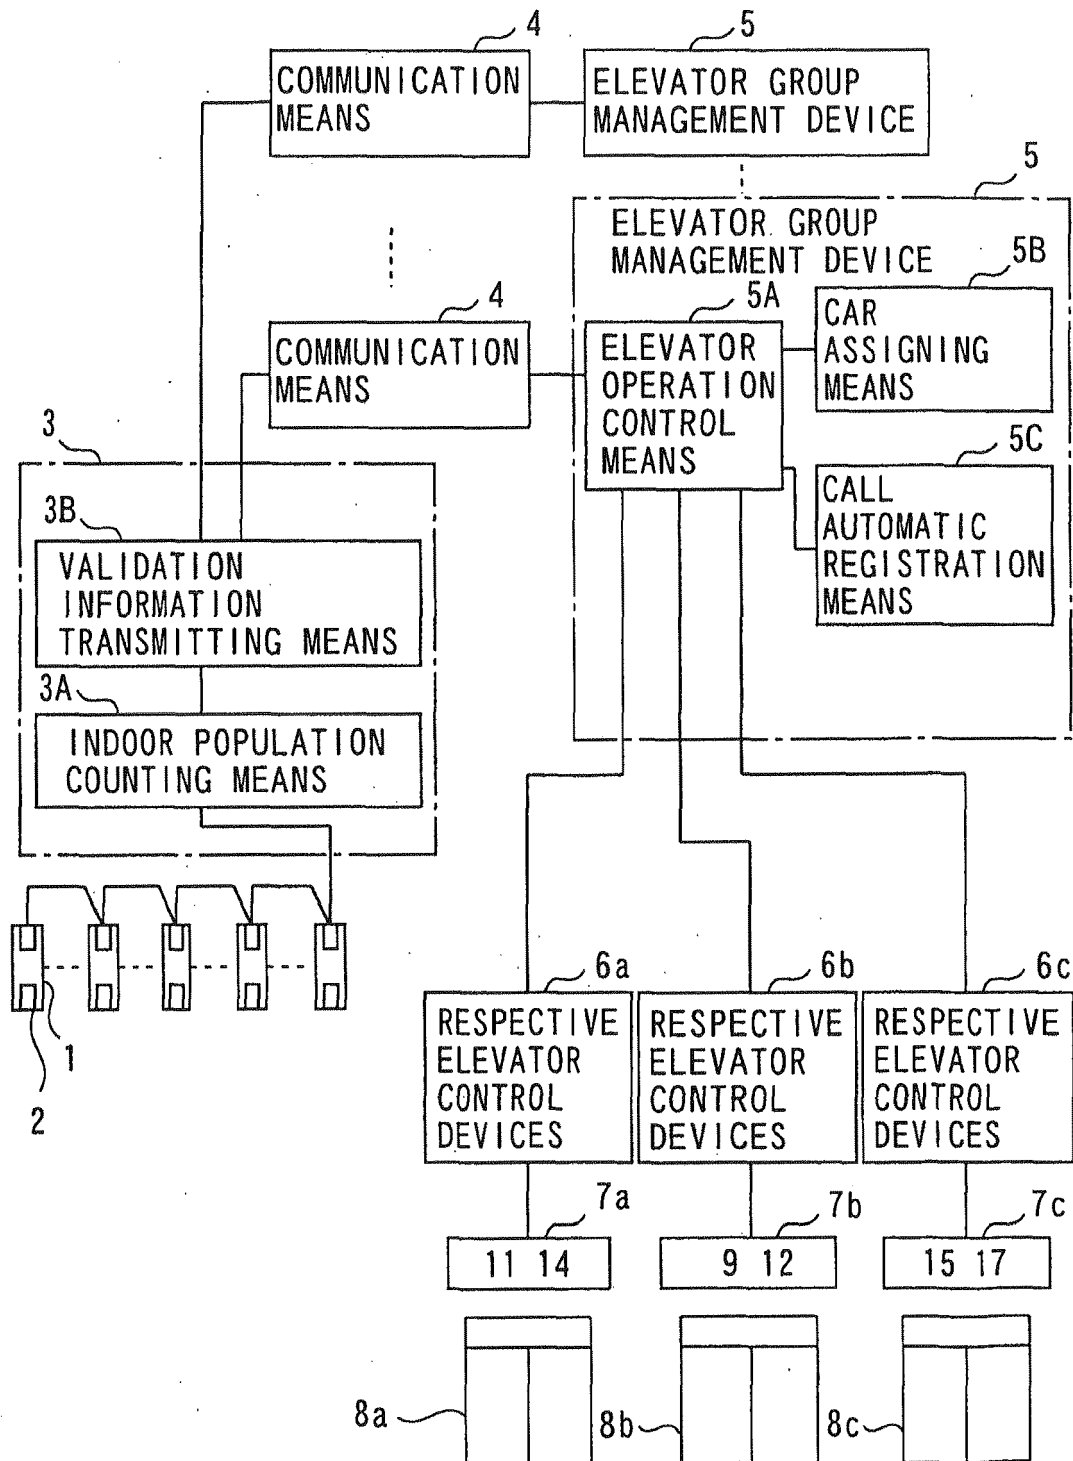 4
5
COMMUNICATION
MEANS
ELEVATOR GROUP
MANAGEMENT DEVICE
5
ELEVATOR GROUP
MANAGEMENT DEVICE
4
5A
5B
COMMUNICATION
MEANS
ELEVATOR
OPERATION
CONTROL
MEANS
CAR
ASSIGNING
MEANS
5C
CALL
AUTOMATIC
REGISTRATION
MEANS
3
3B
VALIDATION
INFORMATION
TRANSMITTING MEANS
3A
INDOOR POPULATION
COUNTING MEANS
1
2
6a
6b
6c
RESPECTIVE
ELEVATOR
CONTROL
DEVICES
RESPECTIVE
ELEVATOR
CONTROL
DEVICES
RESPECTIVE
ELEVATOR
CONTROL
DEVICES
7a
7b
7c
11 14
9 12
15 17
8a
8b
8c